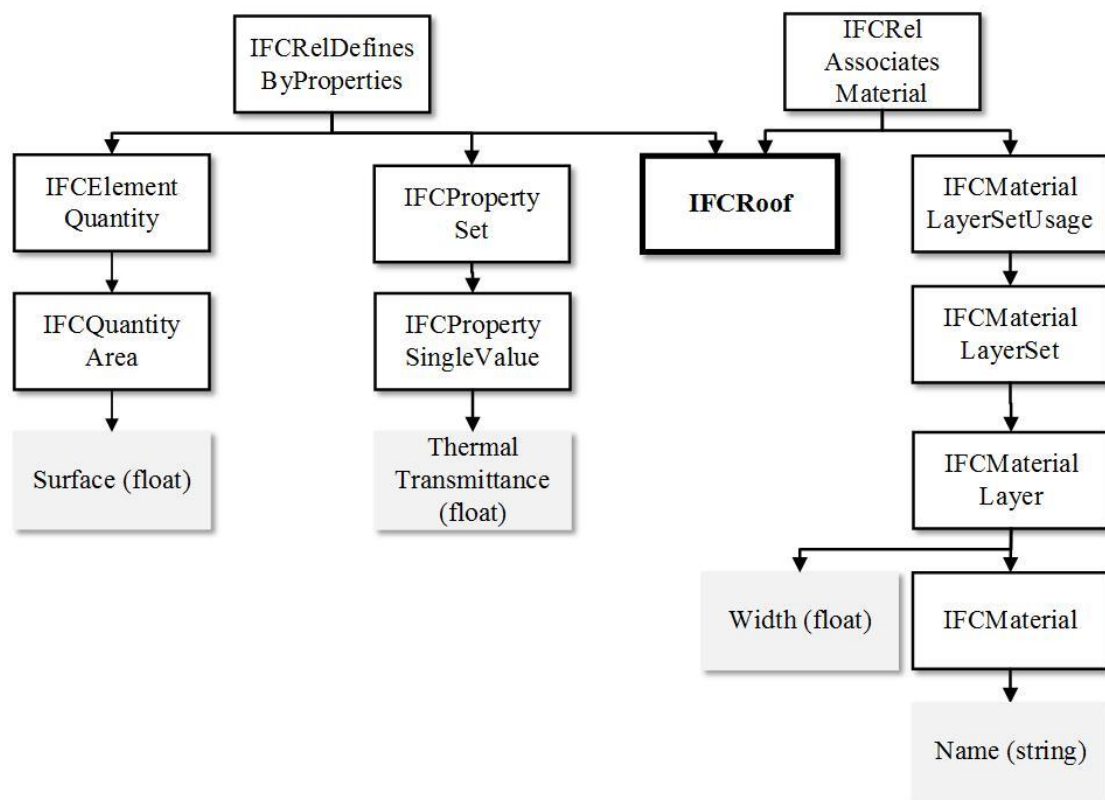 IFCRelDefines
ByProperties
IFCRel
Associates
Material
IFCElement
Quantity
IFCProperty
Set
IFCRoof
IFCMaterial
LayerSetUsage
IFCQuantity
Area
IFCProperty
SingleValue
IFCMaterial
LayerSet
Surface (float)
Thermal
Transmittance
(float)
IFCMaterial
Layer
Width (float)
IFCMaterial
Name (string)